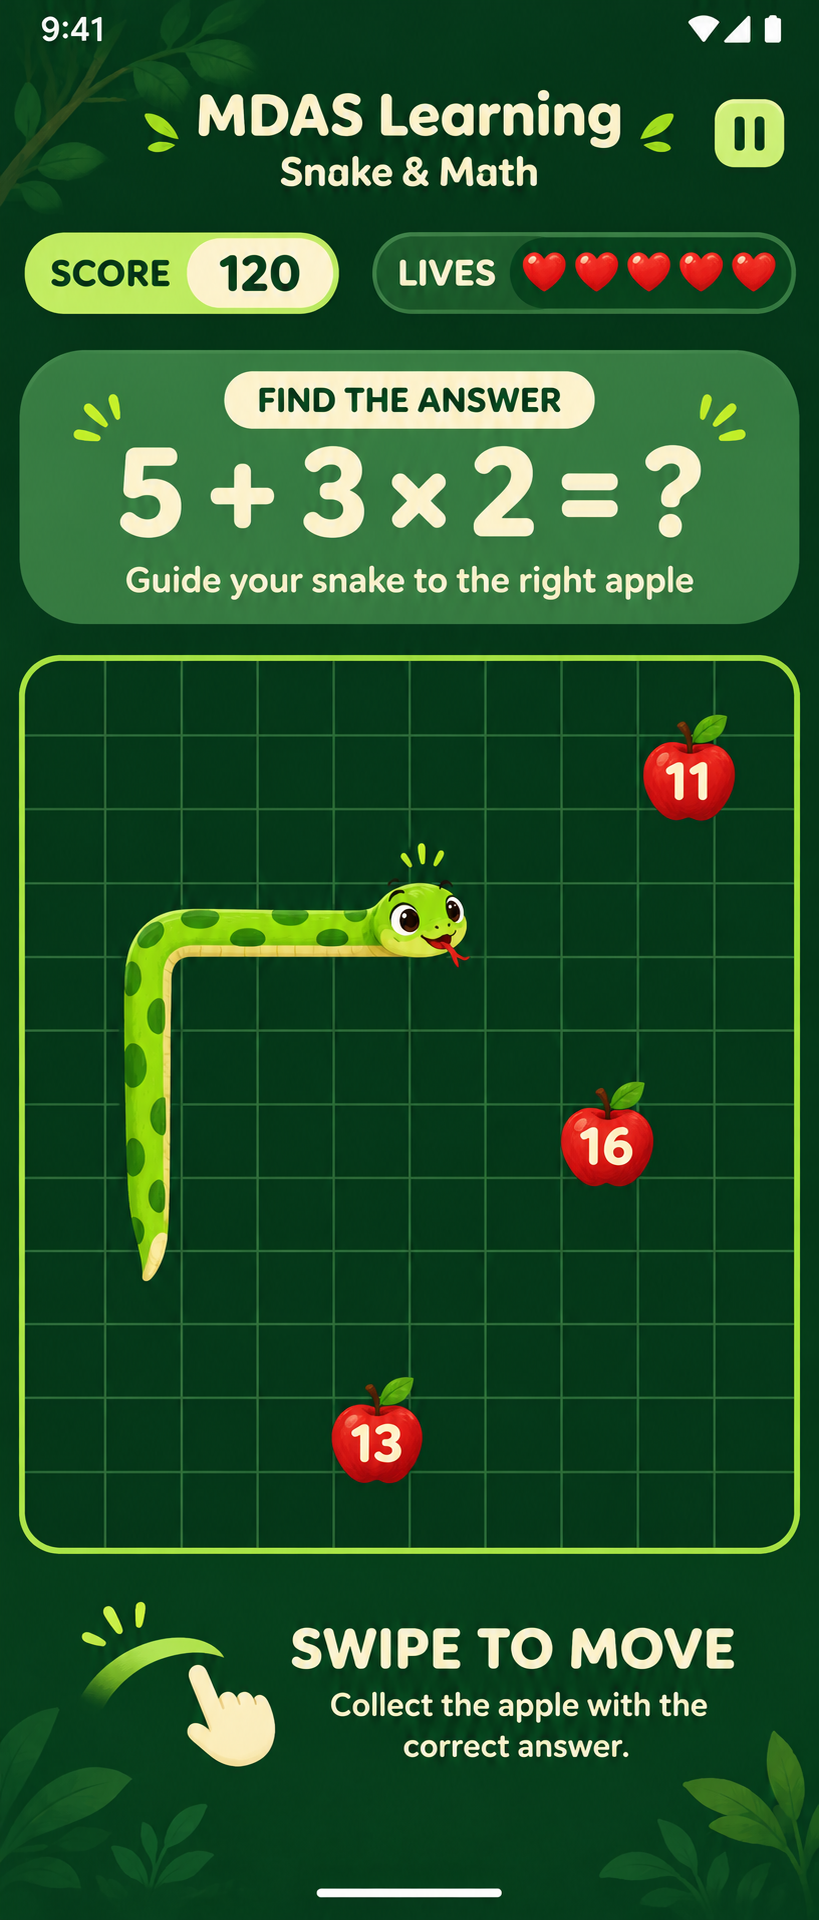 9:41
MDAS Learning
Snake & Math
SCORE 120
LIVES
FIND THE ANSWER
5 + 3 × 2 = ?
Guide your snake to the right apple
11
16
13
SWIPE TO MOVE
Collect the apple with the
correct answer.